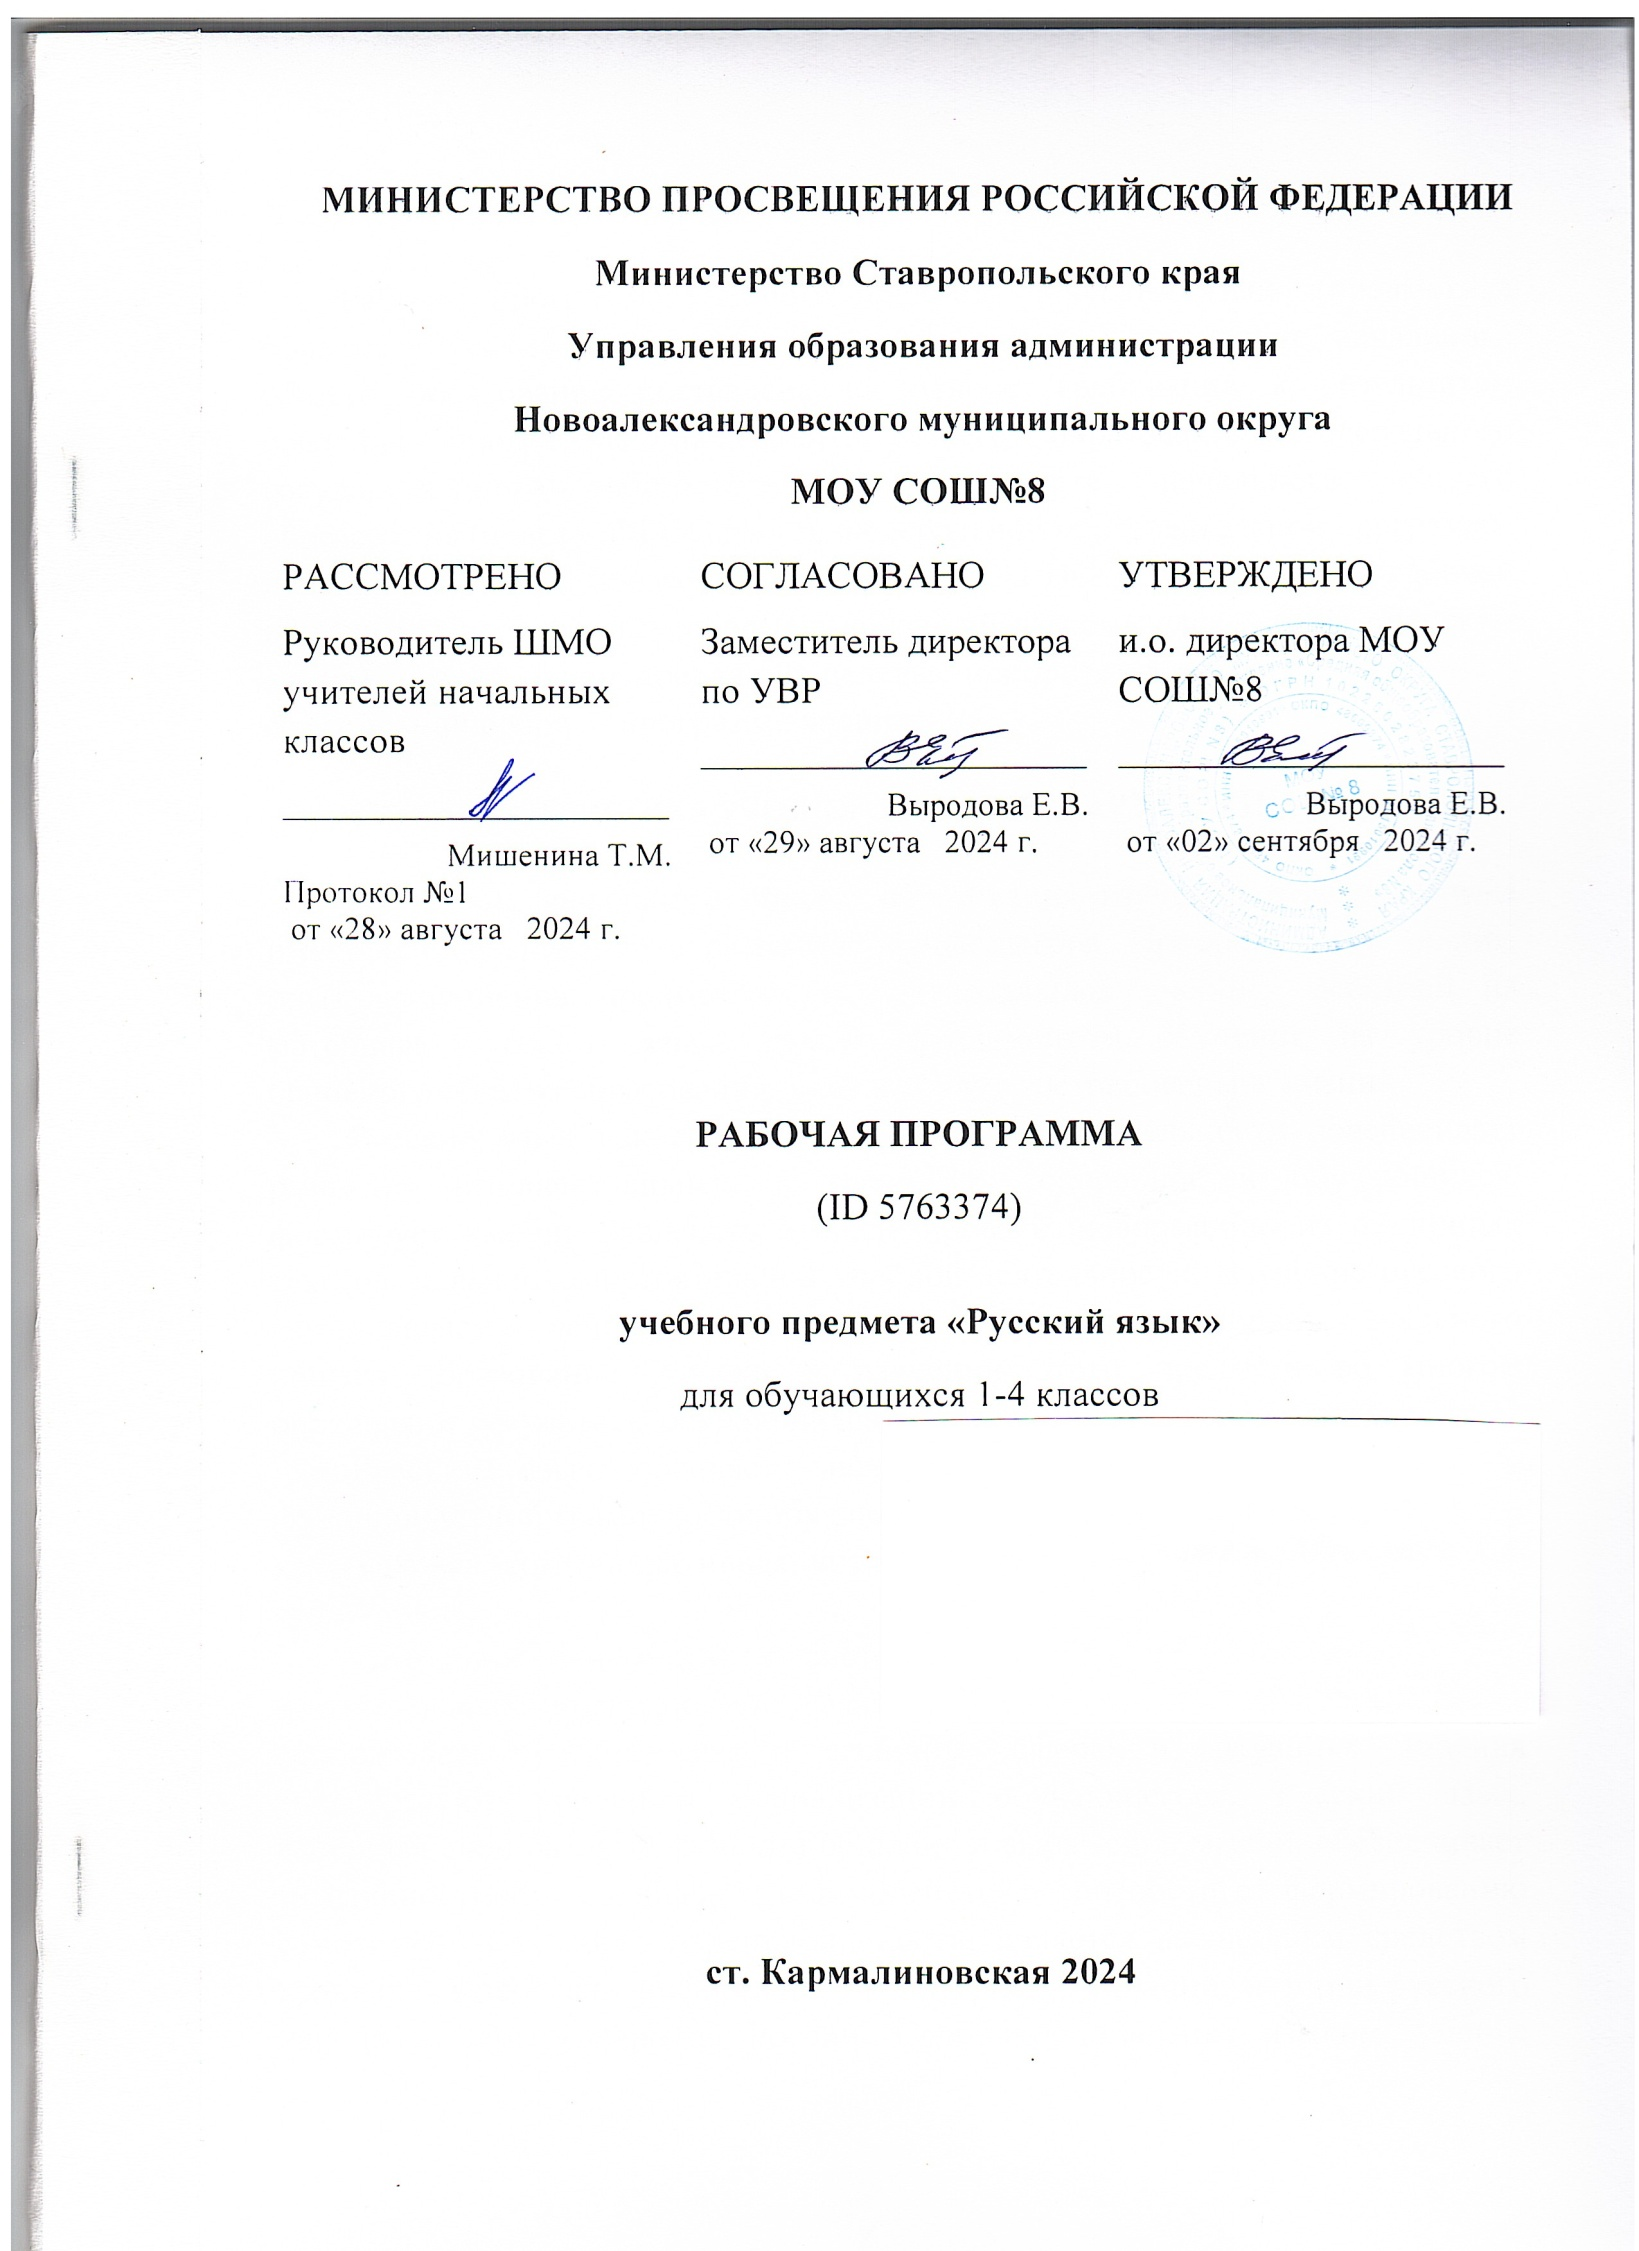 МИНИСТЕРСТВО ПРОСВЕЩЕНИЯ РОССИЙСКОЙ ФЕДЕРАЦИИ
Министерство Ставропольского края
Управления образования администрации
Новоалександровского муниципального округа
МОУ СОШ№8
РАССМОТРЕНО
Руководитель ШМО
учителей начальных
классов
Мишенина Т.М.
Протокол №1
от «28» августа 2024 г.
СОГЛАСОВАНО
Заместитель директора
по УВР
Выродова Е.В.
от «29» августа 2024 г.
УТВЕРЖДЕНО
и.о. директора МОУ
СОШ№8
Выродова Е.В.
от «02» сентября 2024 г.
РАБОЧАЯ ПРОГРАММА
(ID 5763374)
учебного предмета «Русский язык»
для обучающихся 1-4 классов
ст. Кармалиновская 2024